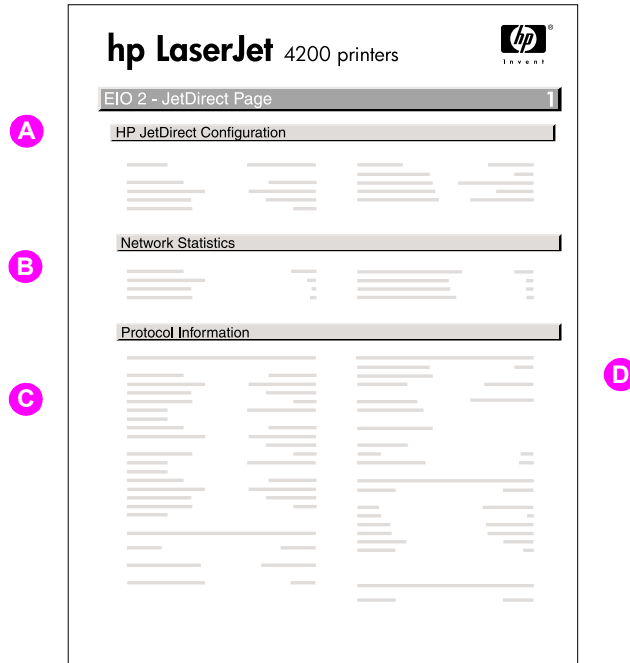 hp LaserJet 4200 printers
hp ®
invent
EIO 2 - JetDirect Page 1
A
HP JetDirect Configuration
B
Network Statistics
Protocol Information
D
C